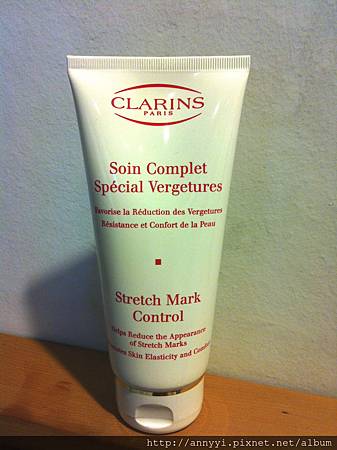 CLARINS
PARIS
Soin Complet
Spécial Vergetures
Favorise la Réduction des Vergetures
Résistance et Confort de la Peau
Stretch Mark
Control
Helps Reduce the Appearance
of Stretch Marks
Skin Elasticity and Comfort
http://annyyi.pixnet.net/album